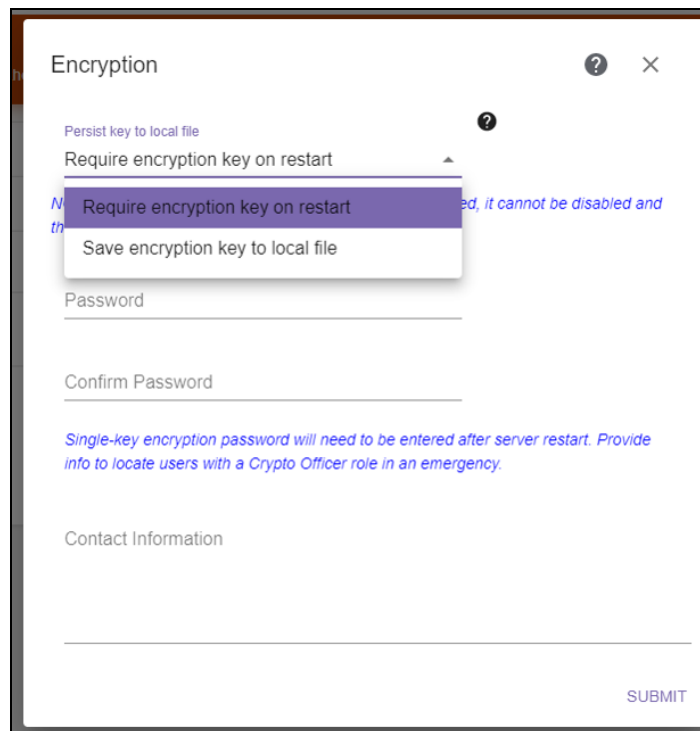 Encryption
Persist key to local file
Require encryption key on restart
Require encryption key on restart
ed, it cannot be disabled and
Save encryption key to local file
Password
Confirm Password
Single-key encryption password will need to be entered after server restart. Provide
info to locate users with a Crypto Officer role in an emergency.
Contact Information
SUBMIT